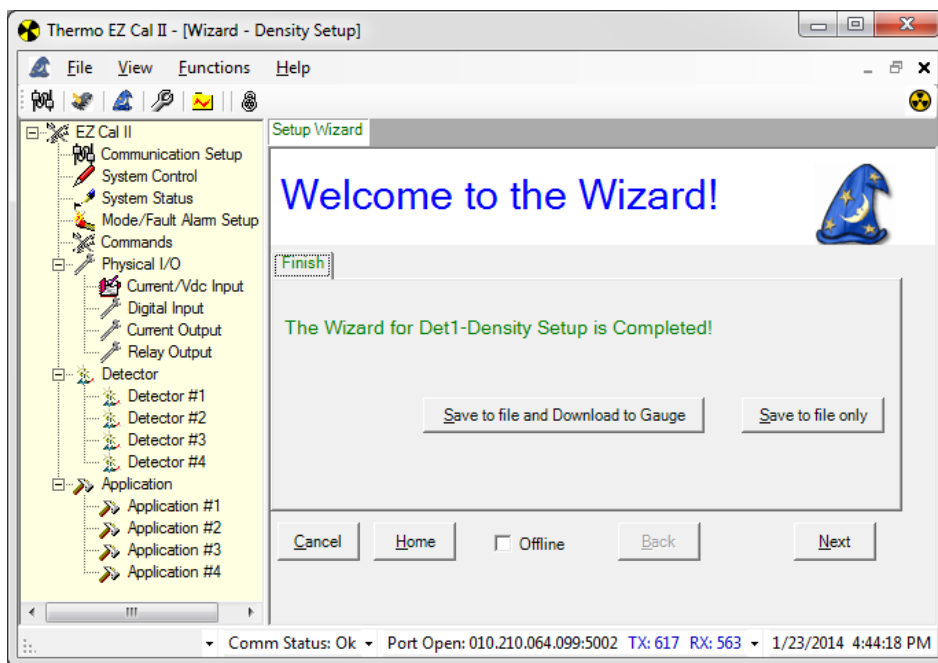 Thermo EZ Cal II - [Wizard - Density Setup]
File View Functions Help
EZ Cal II
Communication Setup
System Control
System Status
Mode/Fault Alarm Setup
Commands
Physical I/O
Current/Vdc Input
Digital Input
Current Output
Relay Output
Detector
Detector #1
Detector #2
Detector #3
Detector #4
Application
Application #1
Application #2
Application #3
Application #4
Setup Wizard
Welcome to the Wizard!
Finish
The Wizard for Det1-Density Setup is Completed!
Save to file and Download to Gauge Save to file only
Cancel Home Offline Back Next
Comm Status: Ok Port Open: 010.210.064.099:5002 TX: 617 RX: 563 1/23/2014 4:44:18 PM